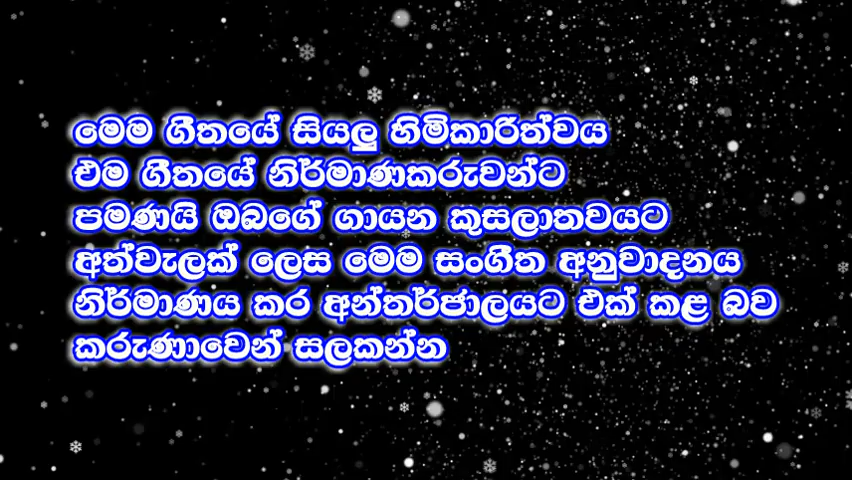 මෙම ගීතයේ සියලු හිමිකාරිත්වය
එම ගීතයේ නිර්මාණකරුවන්ට
පමණයි ඔබගේ ගායන කුසලාතවයට
අත්වැලක් ලෙස මෙම සංගීත අනුවාදනය
නිර්මාණය කර අන්තර්ජාලයට එක් කළ බව
කරුණාවෙන් සලකන්න